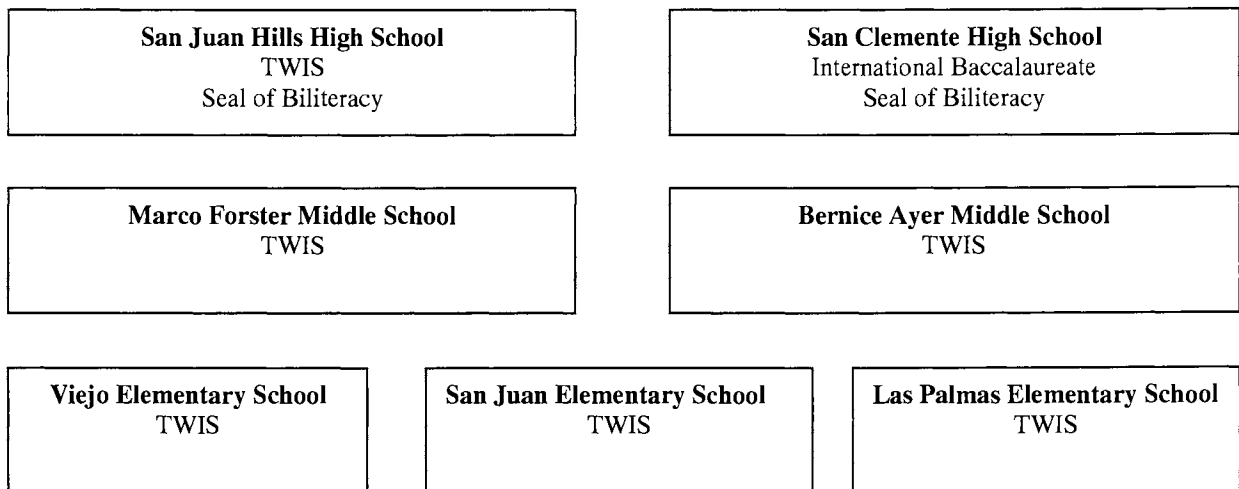 San Juan Hills High School
TWIS
Seal of Biliteracy
San Clemente High School
International Baccalaureate
Seal of Biliteracy
Marco Forster Middle School
TWIS
Bernice Ayer Middle School
TWIS
Viejo Elementary School
TWIS
San Juan Elementary School
TWIS
Las Palmas Elementary School
TWIS